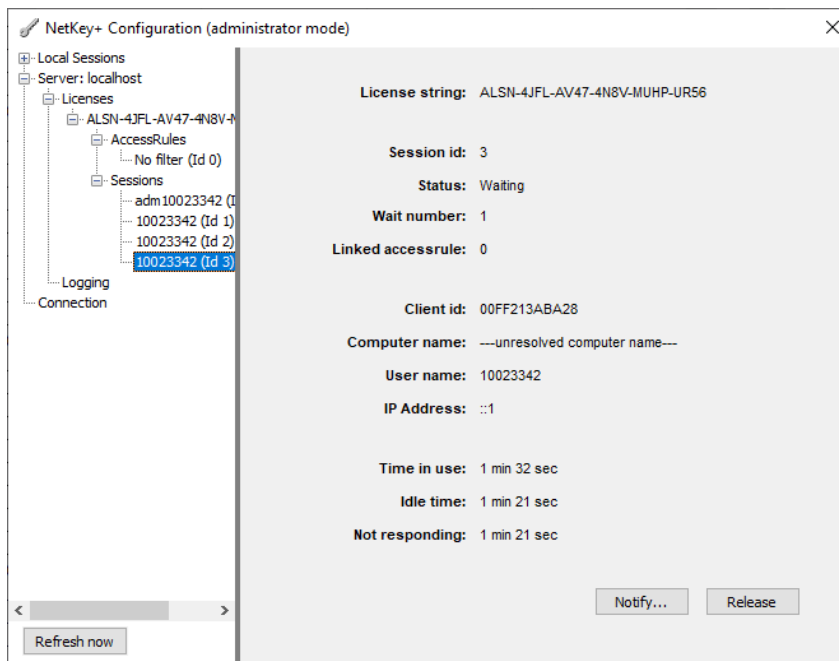 NetKey+ Configuration (administrator mode)
Local Sessions
Server: localhost
Licenses
ALSN-4JFL-AV47-4N8V-M
AccessRules
No filter (Id 0)
Sessions
adm10023342 (I
10023342 (Id 1)
10023342 (Id 2)
10023342 (Id 3)
Logging
Connection
Refresh now
License string: ALSN-4JFL-AV47-4N8V-MUHP-UR56
Session id: 3
Status: Waiting
Wait number: 1
Linked accessrule: 0
Client id: 00FF213ABA28
Computer name: ---unresolved computer name---
User name: 10023342
IP Address: ::1
Time in use: 1 min 32 sec
Idle time: 1 min 21 sec
Not responding: 1 min 21 sec
Notify... Release